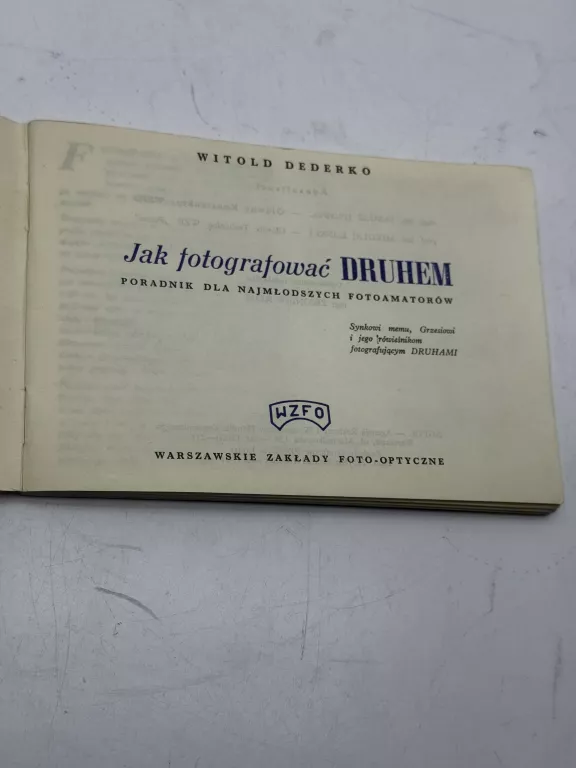 WITOLD DEDERKO
Jak fotografować DRUHEM
PORADNIK DLA NAJMŁODSZYCH FOTOAMATORÓW
Synkowi memu, Grzesiowi
i jego rówieśnikom
fotografującym DRUHAMI
WZFO
WARSZAWSKIE ZAKŁADY FOTO-OPTYCZNE